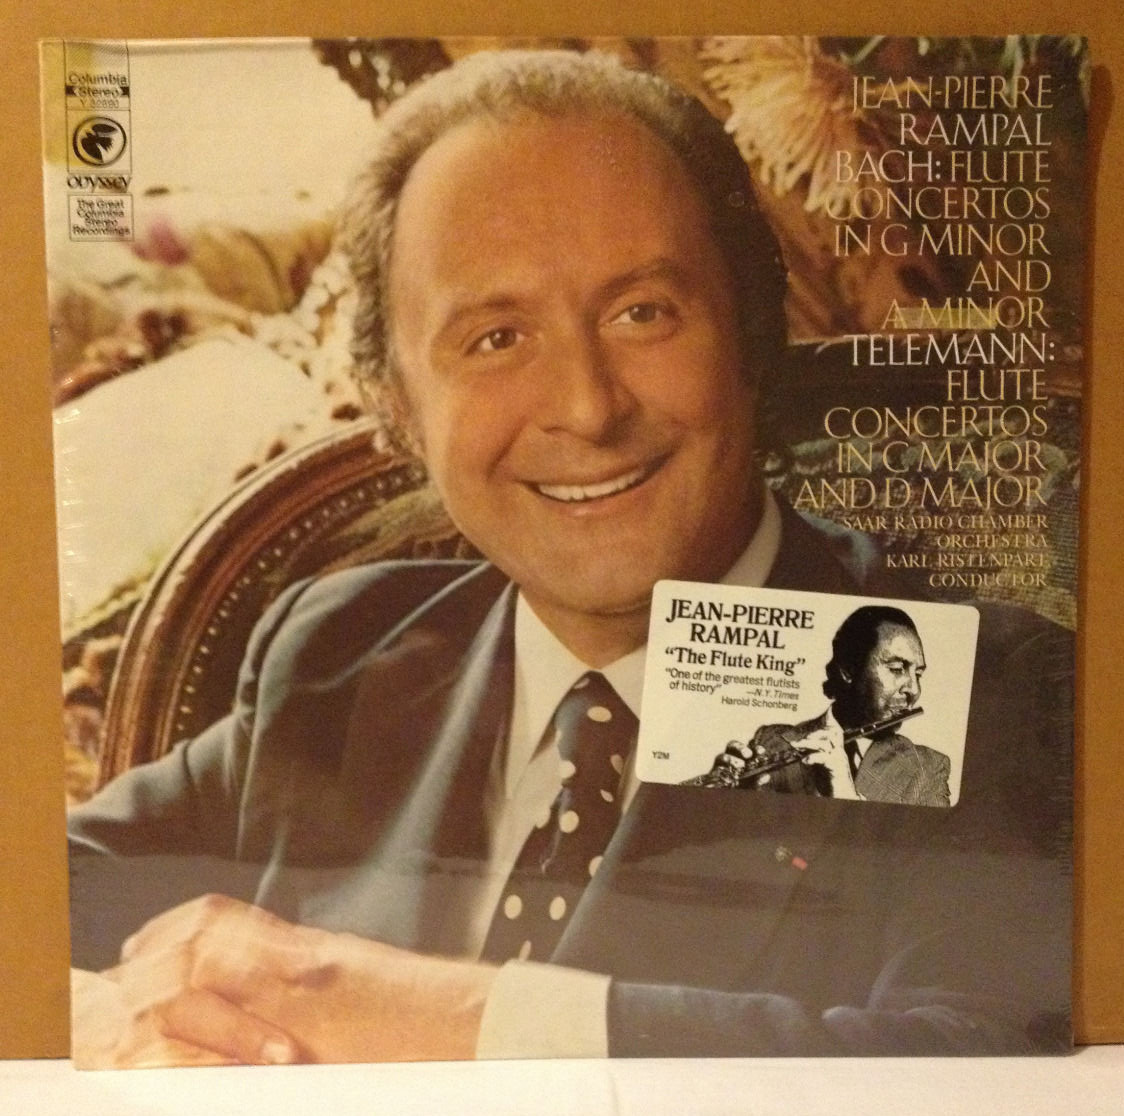 Columbia
Stereo
Y 32890
ODYSSEY
The Great
Columbia
Stereo
Recordings
JEAN-PIERRE
RAMPAL
BACH: FLUTE
CONCERTOS
IN G MINOR
AND
A MINOR
TELEMANN:
FLUTE
CONCERTOS
IN C MAJOR
AND D MAJOR
SAAR RADIO CHAMBER
ORCHESTRA
KARL RISTENPART
CONDUCTOR
JEAN-PIERRE
RAMPAL
"The Flute King"
"One of the greatest flutists
of history"
—N.Y. Times
Harold Schonberg
Y2M